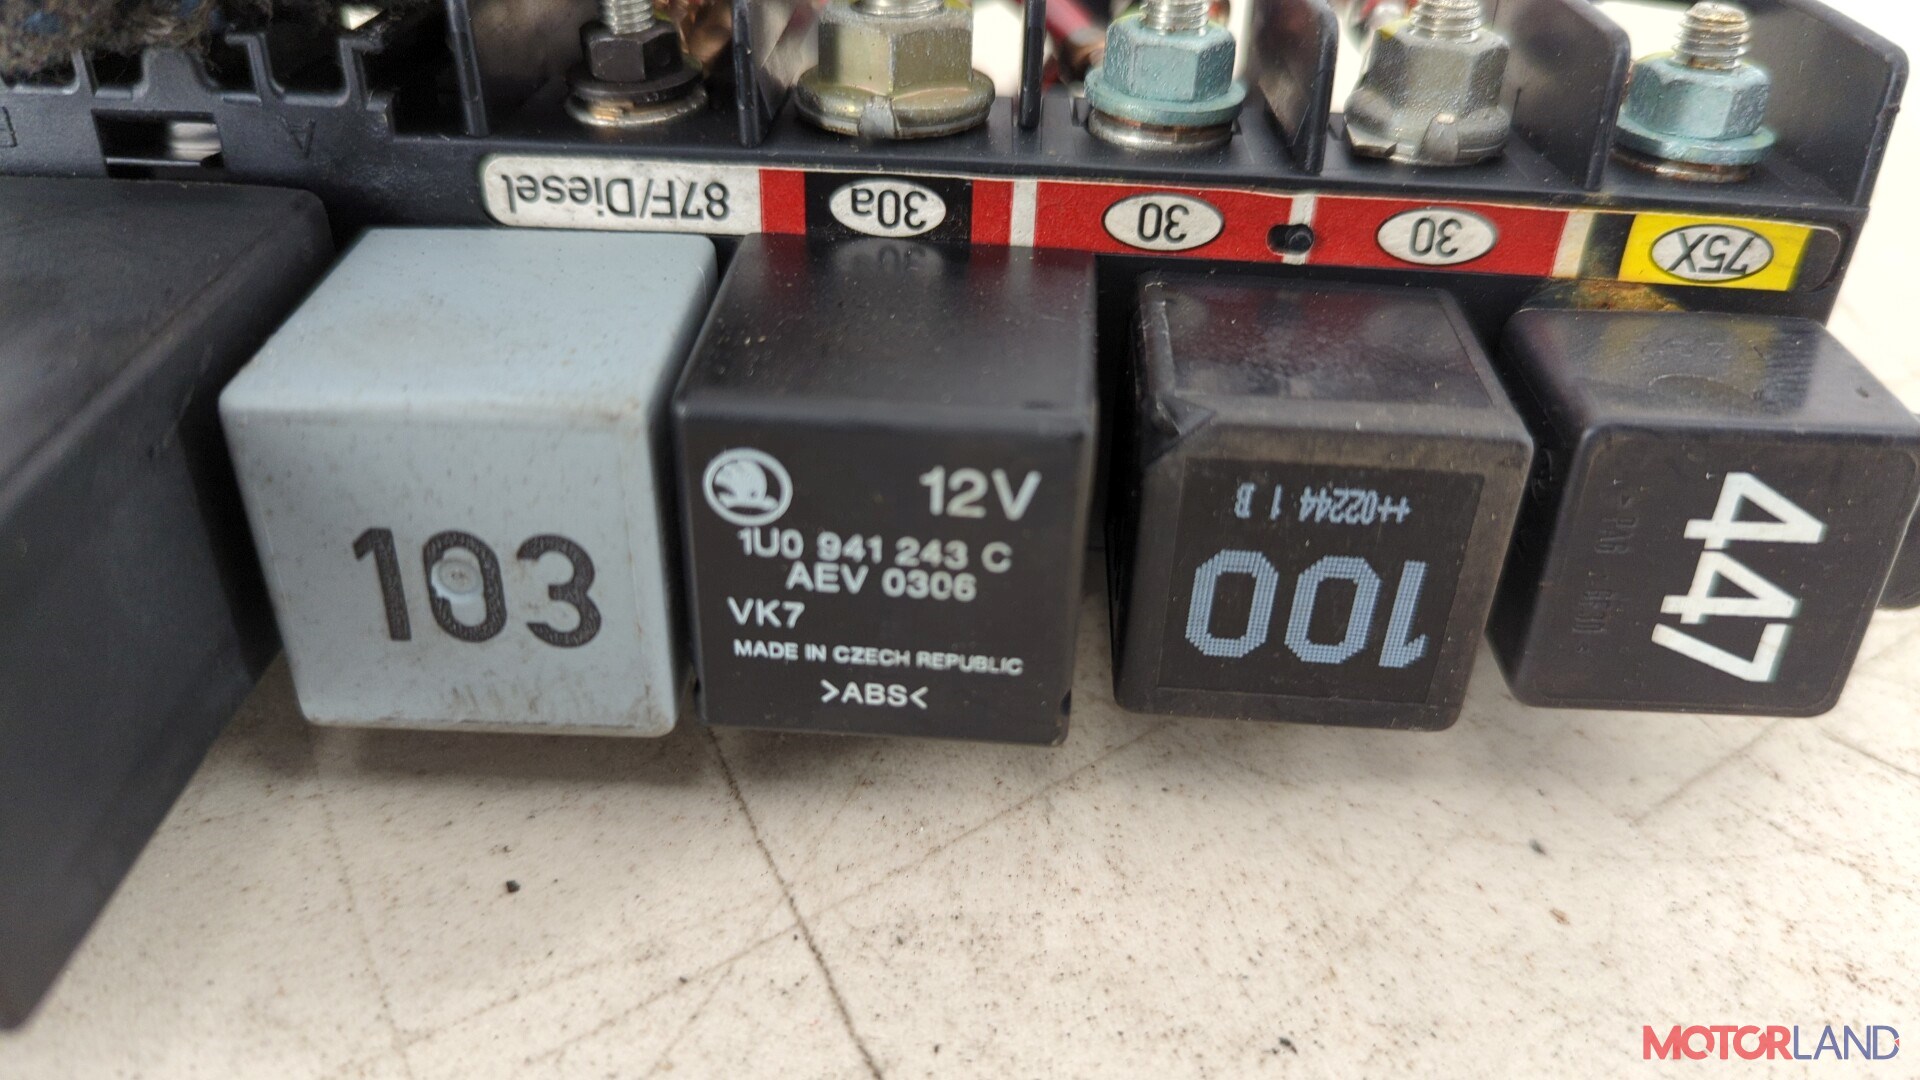 87F/Diesel
30a
30
30
75X
103
12V
1U0 941 243 C
AEV 0306
VK7
MADE IN CZECH REPUBLIC
>ABS<
++02244 1 B
100
447
A
MOTORLAND